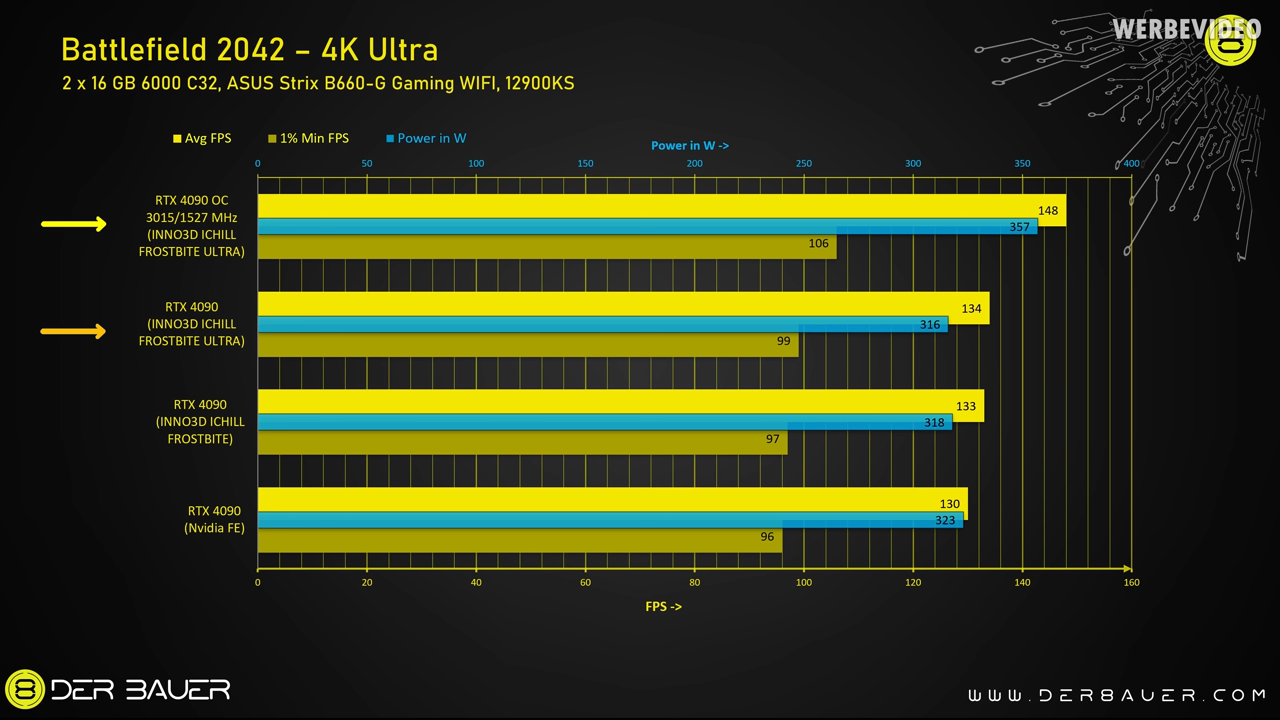 WERBEVIDEO
Battlefield 2042 – 4K Ultra
2 x 16 GB 6000 C32, ASUS Strix B660-G Gaming WIFI, 12900KS
Avg FPS 1% Min FPS Power in W
Power in W ->
0 50 100 150 200 250 300 350 400
RTX 4090 OC
3015/1527 MHz
(INNO3D ICHILL
FROSTBITE ULTRA)
148
357
106
RTX 4090
(INNO3D ICHILL
FROSTBITE ULTRA)
134
316
99
RTX 4090
(INNO3D ICHILL
FROSTBITE)
133
318
97
RTX 4090
(Nvidia FE)
130
323
96
0 20 40 60 80 100 120 140 160
FPS ->
8 DER BAUER
WWW.DER8AUER.COM